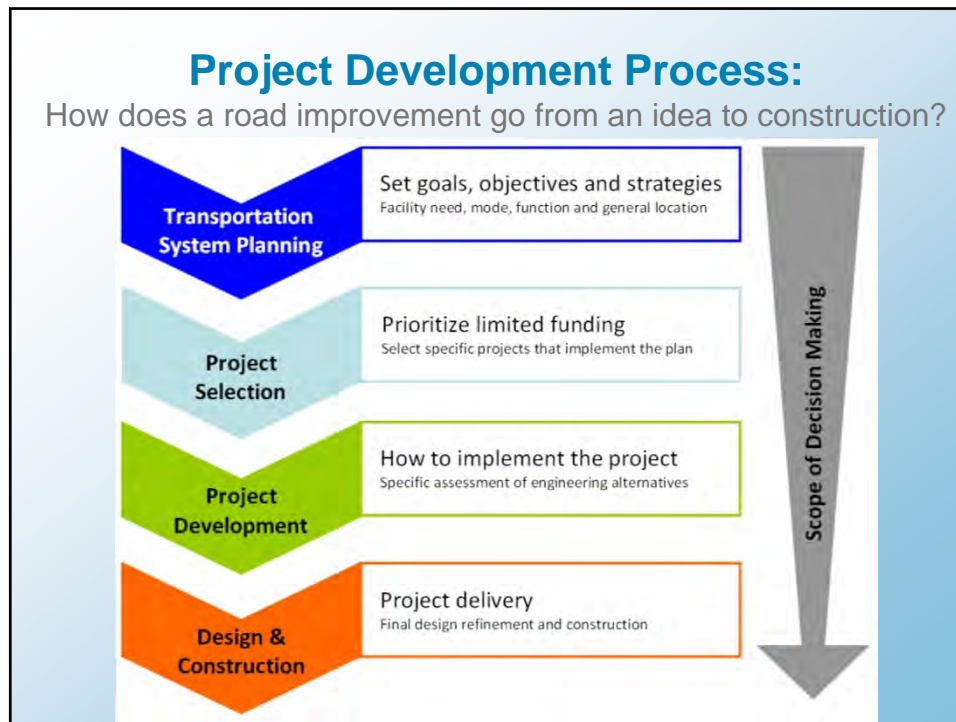 Project Development Process:
How does a road improvement go from an idea to construction?
Transportation
System Planning
Set goals, objectives and strategies
Facility need, mode, function and general location
Project
Selection
Prioritize limited funding
Select specific projects that implement the plan
Project
Development
How to implement the project
Specific assessment of engineering alternatives
Design &
Construction
Project delivery
Final design refinement and construction
Scope of Decision Making